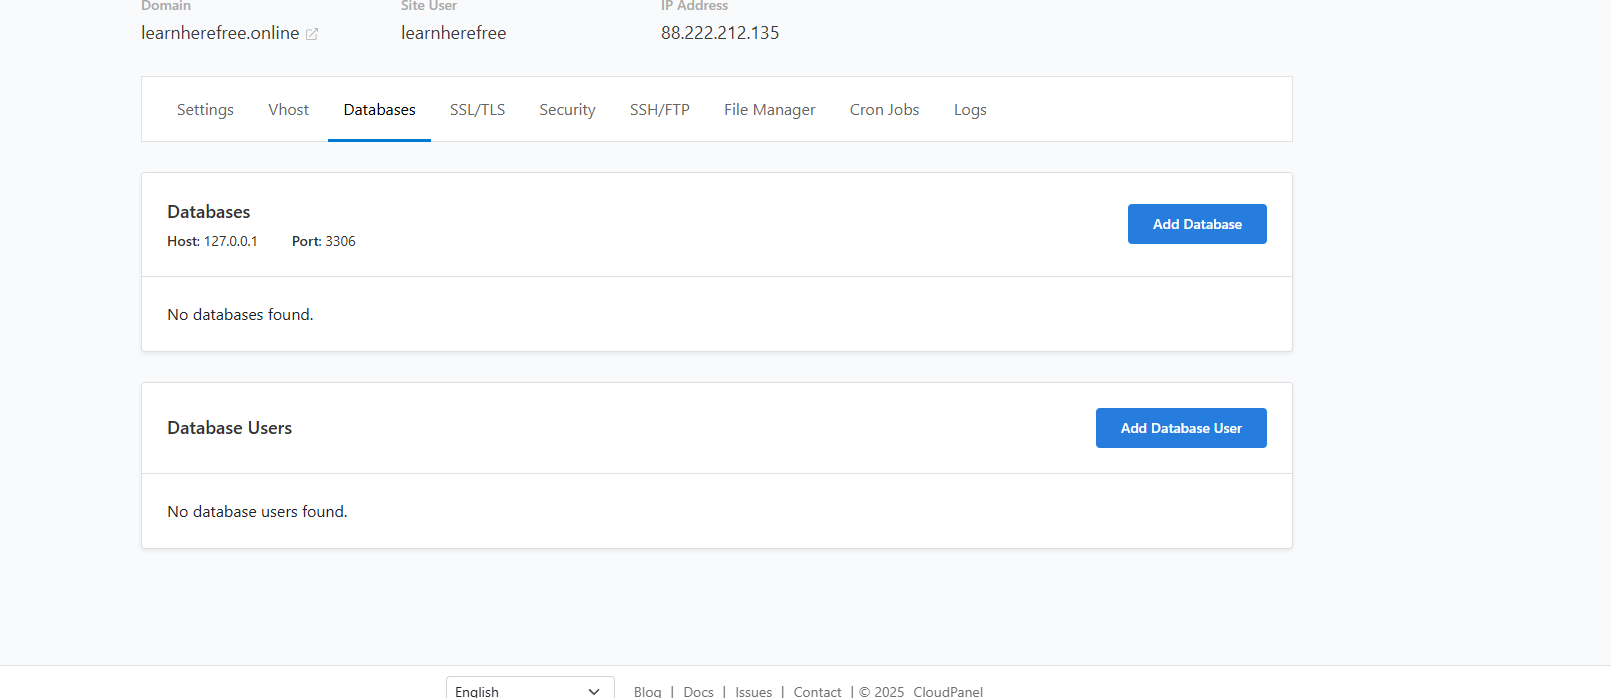 Domain Site User IP Address
learnherefree.online learnherefree 88.222.212.135
Settings Vhost Databases SSL/TLS Security SSH/FTP File Manager Cron Jobs Logs
Databases
Add Database
Host: 127.0.0.1 Port: 3306
No databases found.
Database Users Add Database User
No database users found.
English Blog | Docs | Issues | Contact | © 2025 CloudPanel